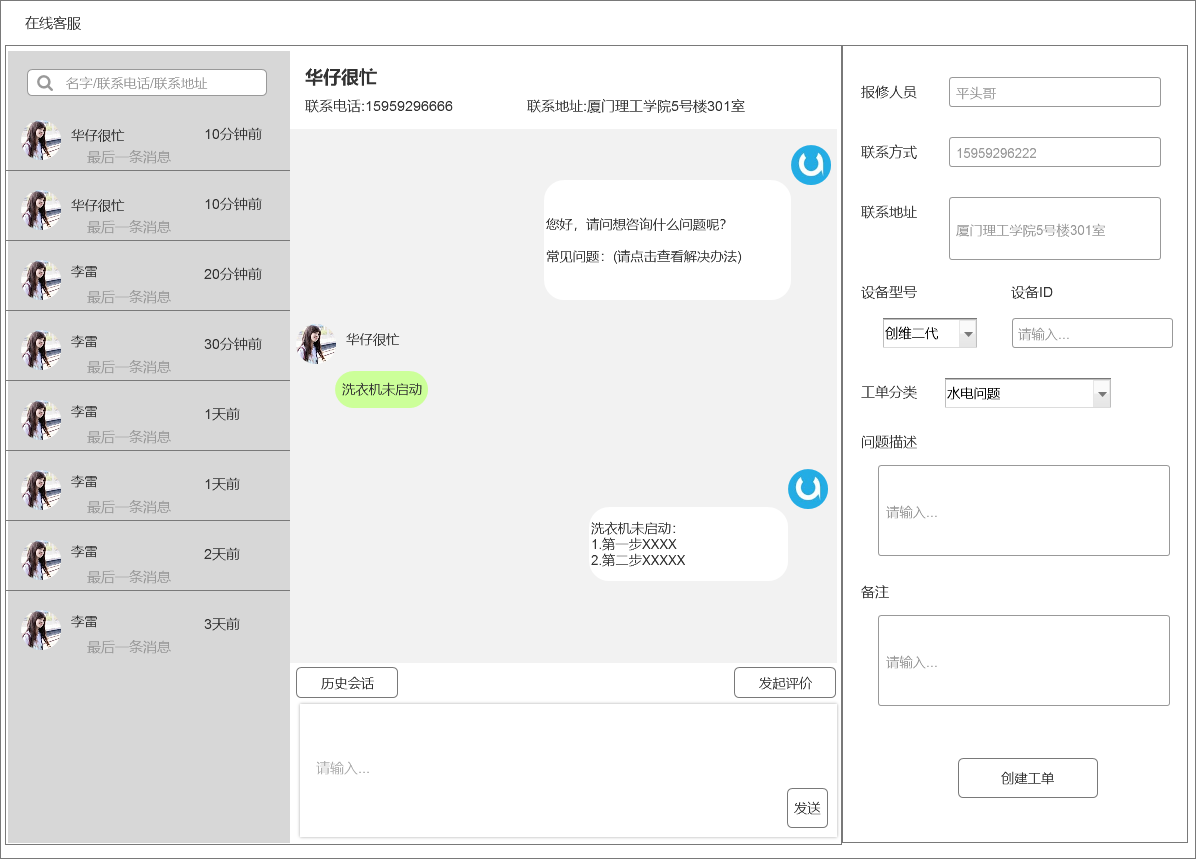 在线客服
名字/联系电话/联系地址
华仔很忙 10分钟前
最后一条消息
华仔很忙 10分钟前
最后一条消息
李雷 20分钟前
最后一条消息
李雷 30分钟前
最后一条消息
李雷 1天前
最后一条消息
李雷 1天前
最后一条消息
李雷 2天前
最后一条消息
李雷 3天前
最后一条消息
华仔很忙
联系电话:15959296666 联系地址:厦门理工学院5号楼301室
您好，请问想咨询什么问题呢?
常见问题：(请点击查看解决办法)
华仔很忙
洗衣机未启动
洗衣机未启动：
1.第一步XXXX
2.第二步XXXXX
历史会话 发起评价
请输入...
发送
报修人员 平头哥
联系方式 15959296222
联系地址 厦门理工学院5号楼301室
设备型号 设备ID
创维二代 请输入...
工单分类 水电问题
问题描述
请输入...
备注
请输入...
创建工单